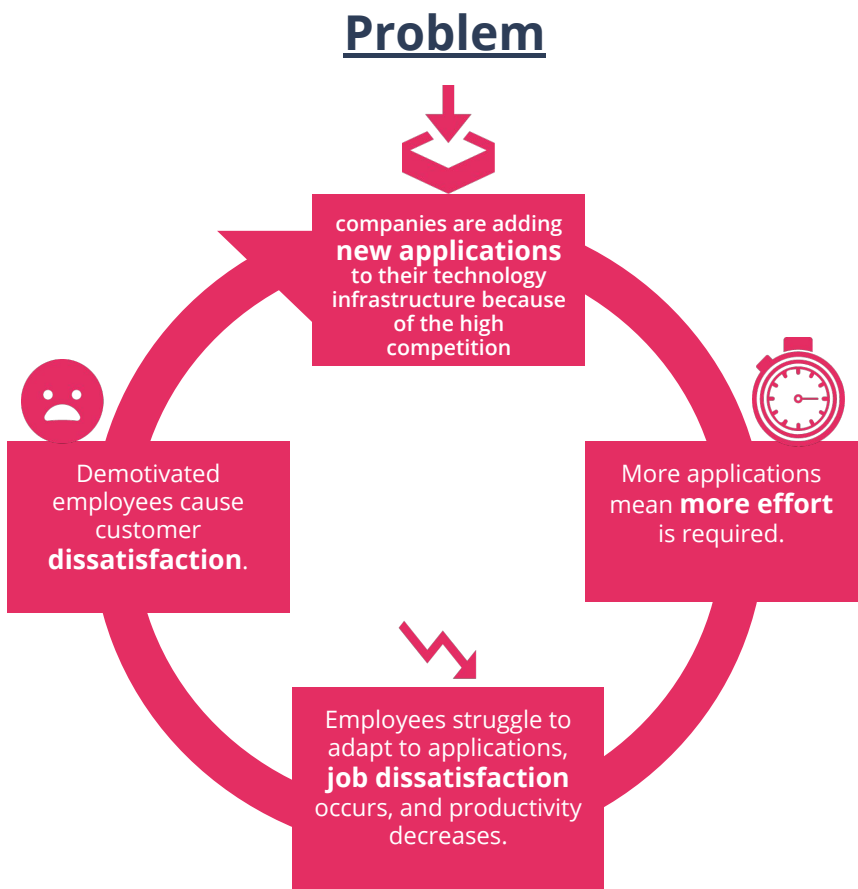 Problem
companies are adding
new applications
to their technology
infrastructure because
of the high
competition
More applications
mean more effort
is required.
Employees struggle to
adapt to applications,
job dissatisfaction
occurs, and productivity
decreases.
Demotivated
employees cause
customer
dissatisfaction.